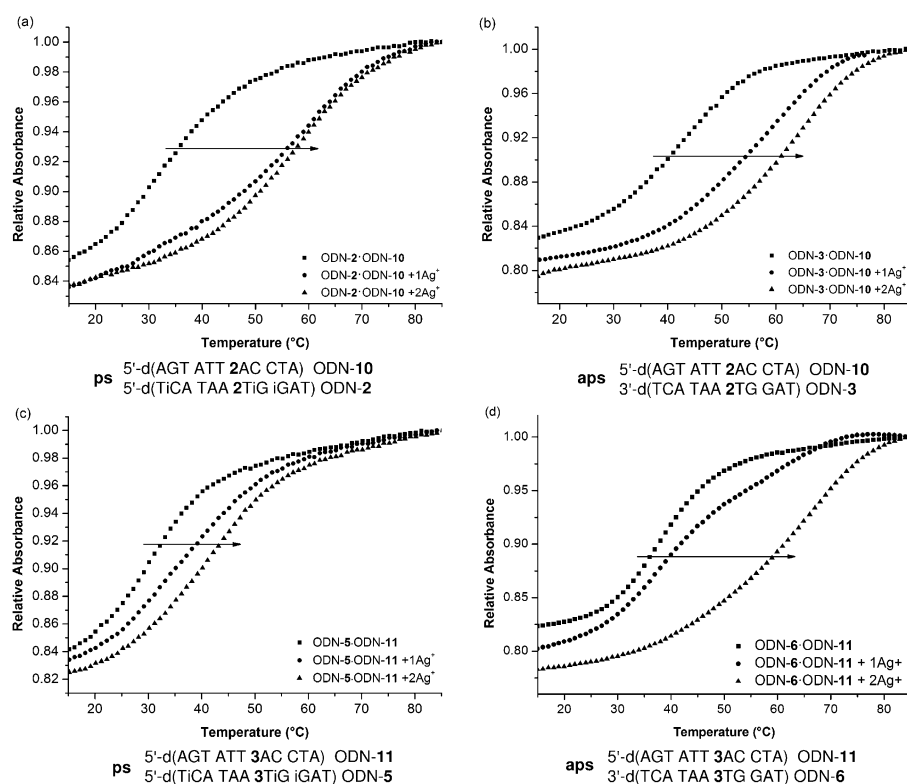 (a)
1.00
0.98
0.96
0.94
0.92
0.90
0.88
0.86
0.84
Relative Absorbance
ODN-2·ODN-10
ODN-2·ODN-10 +1Ag⁺
ODN-2·ODN-10 +2Ag⁺
20 30 40 50 60 70 80
Temperature (°C)
ps 5'-d(AGT ATT 2AC CTA) ODN-10
5'-d(TiCA TAA 2TiG iGAT) ODN-2
(b)
1.00
0.96
0.92
0.88
0.84
0.80
Relative Absorbance
ODN-3·ODN-10
ODN-3·ODN-10 +1Ag⁺
ODN-3·ODN-10 +2Ag⁺
20 30 40 50 60 70 80
Temperature (°C)
aps 5'-d(AGT ATT 2AC CTA) ODN-10
3'-d(TCA TAA 2TG GAT) ODN-3
(c)
1.00
0.98
0.96
0.94
0.92
0.90
0.88
0.86
0.84
0.82
Relative Absorbance
ODN-5·ODN-11
ODN-5·ODN-11 +1Ag⁺
ODN-5·ODN-11 +2Ag⁺
20 30 40 50 60 70 80
Temperature (°C)
ps 5'-d(AGT ATT 3AC CTA) ODN-11
5'-d(TiCA TAA 3TiG iGAT) ODN-5
(d)
1.00
0.95
0.90
0.85
0.80
Relative Absorbance
ODN-6·ODN-11
ODN-6·ODN-11 + 1Ag+
ODN-6·ODN-11 + 2Ag+
20 30 40 50 60 70 80
Temperature (°C)
aps 5'-d(AGT ATT 3AC CTA) ODN-11
3'-d(TCA TAA 3TG GAT) ODN-6